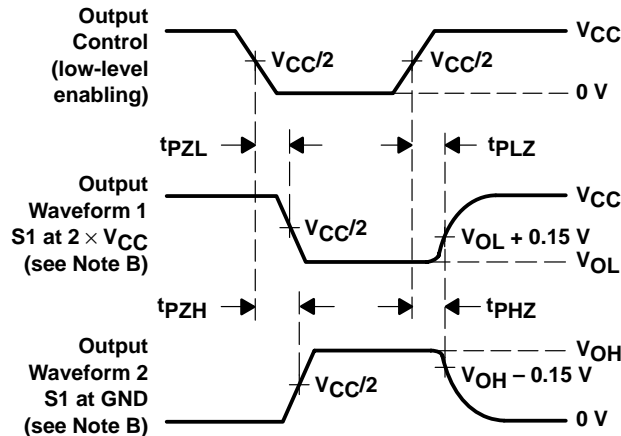 Output
Control
(low-level
enabling)
VCC
VCC/2
VCC/2
0 V
tPZL
tPLZ
Output
Waveform 1
S1 at 2 × VCC
(see Note B)
VCC
VCC/2
VOL + 0.15 V
VOL
tPZH
tPHZ
Output
Waveform 2
S1 at GND
(see Note B)
VOH
VCC/2
VOH – 0.15 V
0 V